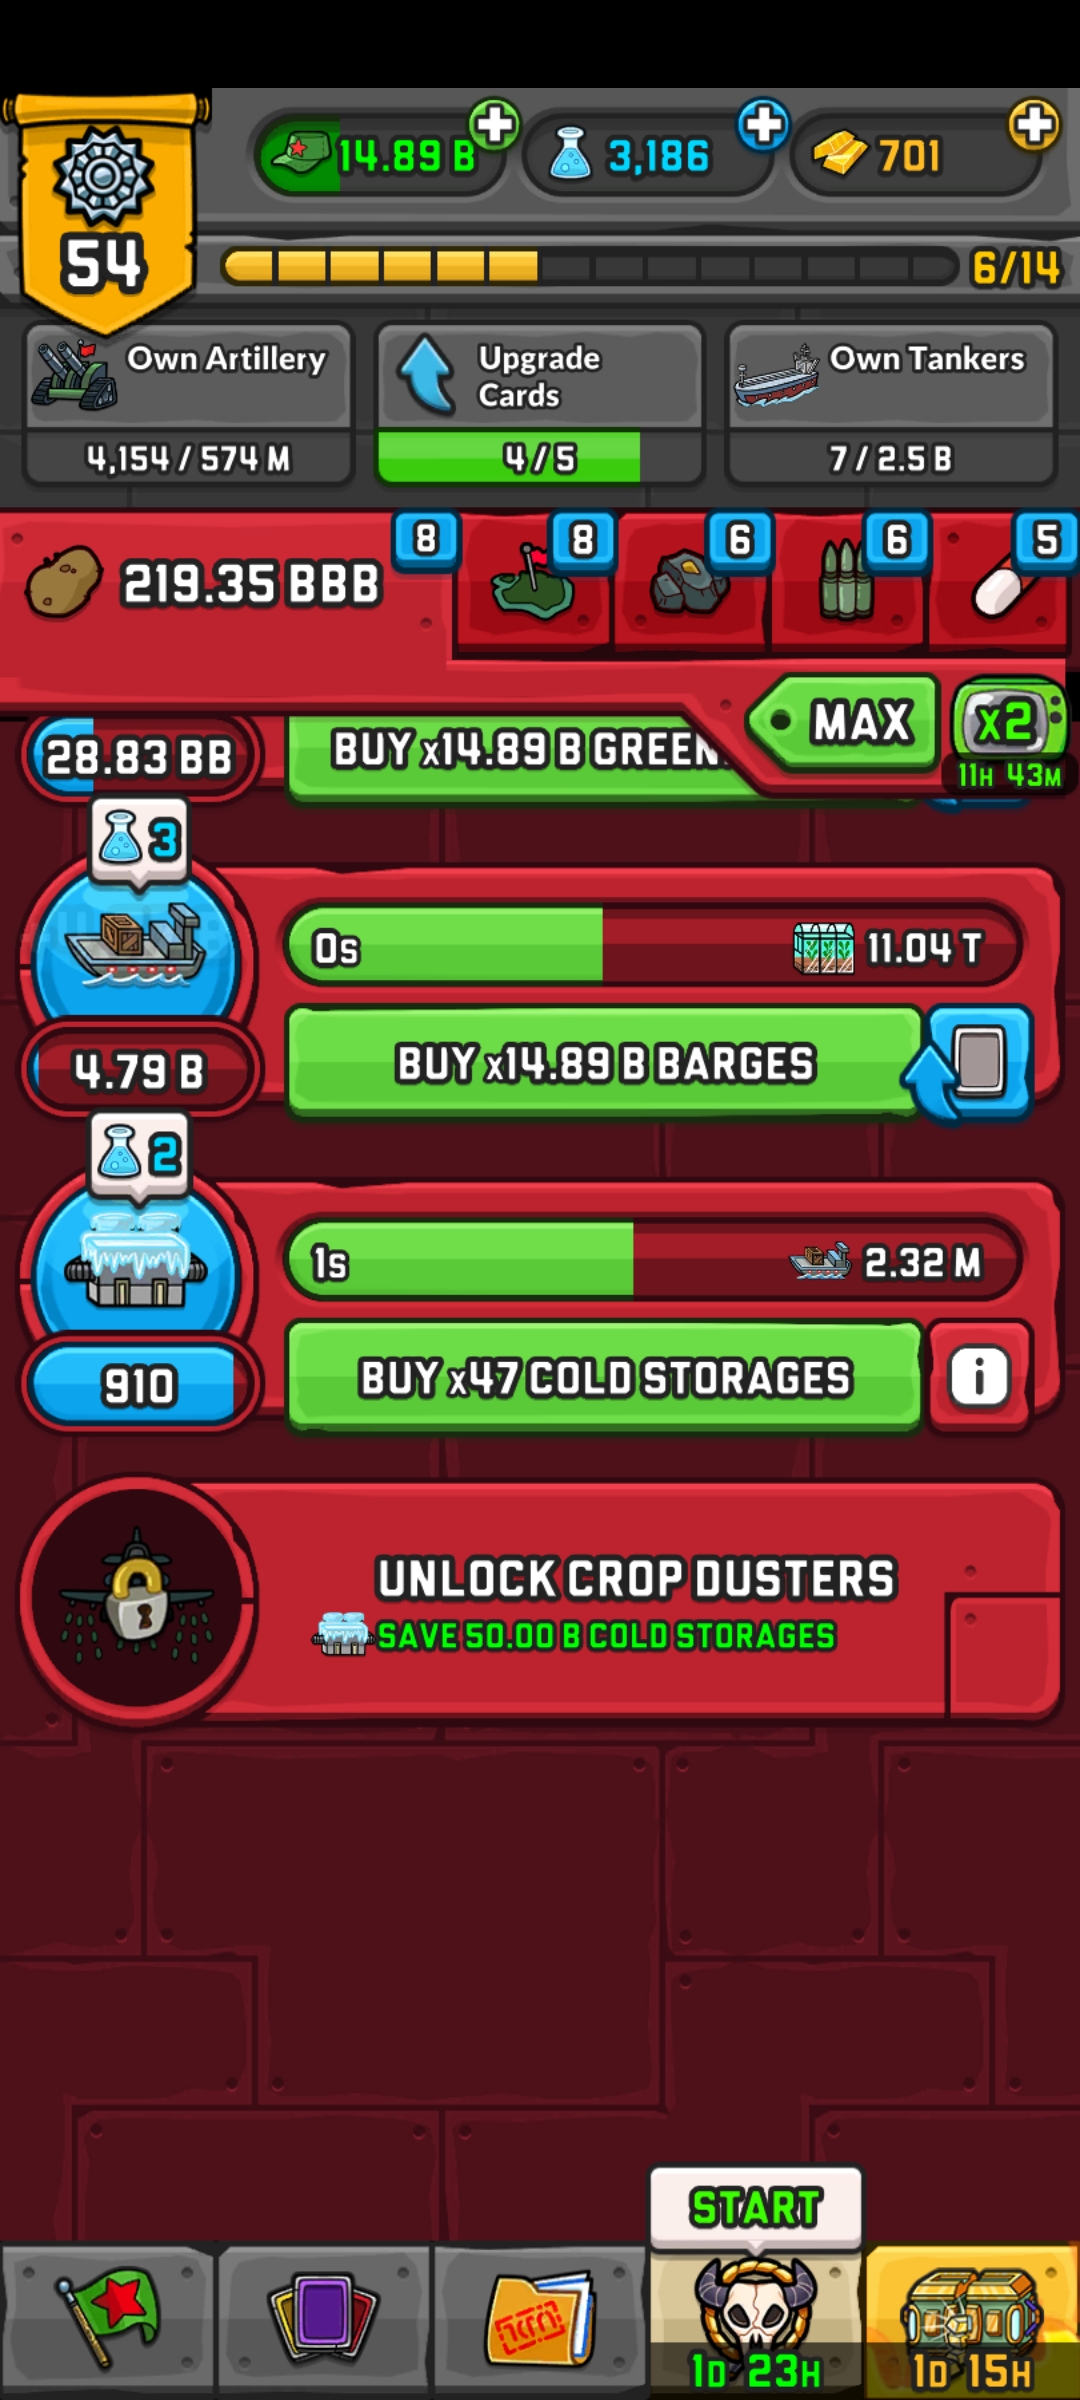 14.89 B
3,186
701
54
6/14
Own Artillery
4,154 / 574 M
Upgrade
Cards
4 / 5
Own Tankers
7 / 2.5 B
219.35 BBB
8
8
6
6
5
MAX
x2
11H 43M
28.83 BB
BUY x14.89 B GREEN
3
0s
11.04 T
4.79 B
BUY x14.89 B BARGES
2
1s
2.32 M
910
BUY x47 COLD STORAGES
i
UNLOCK CROP DUSTERS
SAVE 50.00 B COLD STORAGES
START
1D 23H
1D 15H